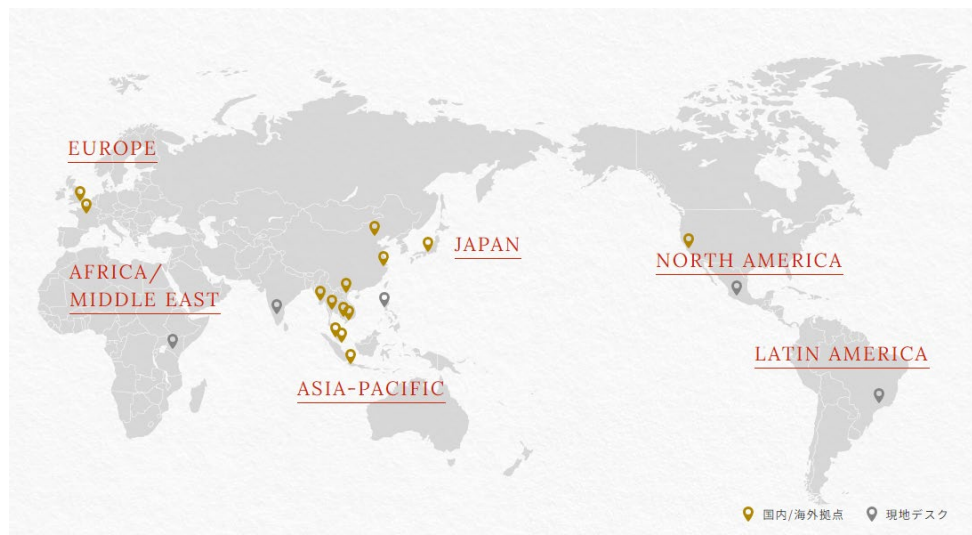 EUROPE
JAPAN
AFRICA/
MIDDLE EAST
NORTH AMERICA
LATIN AMERICA
ASIA-PACIFIC
国内/海外拠点 現地デスク